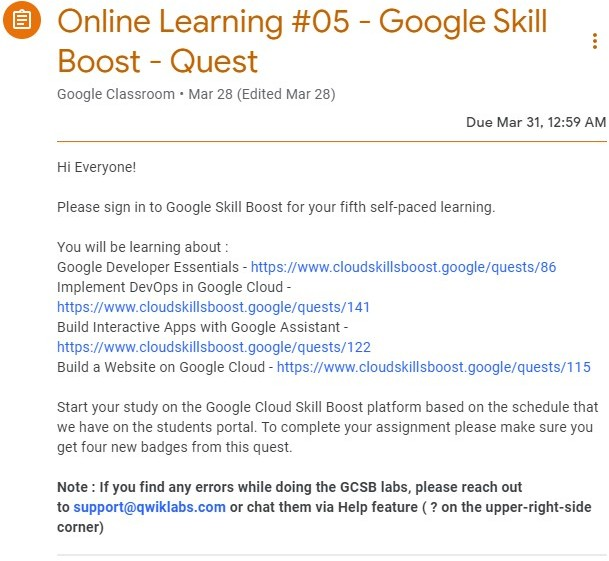 Online Learning #05 - Google Skill
Boost - Quest
Google Classroom • Mar 28 (Edited Mar 28)
Due Mar 31, 12:59 AM
Hi Everyone!
Please sign in to Google Skill Boost for your fifth self-paced learning.
You will be learning about :
Google Developer Essentials - https://www.cloudskillsboost.google/quests/86
Implement DevOps in Google Cloud -
https://www.cloudskillsboost.google/quests/141
Build Interactive Apps with Google Assistant -
https://www.cloudskillsboost.google/quests/122
Build a Website on Google Cloud - https://www.cloudskillsboost.google/quests/115
Start your study on the Google Cloud Skill Boost platform based on the schedule that
we have on the students portal. To complete your assignment please make sure you
get four new badges from this quest.
Note : If you find any errors while doing the GCSB labs, please reach out
to support@qwiklabs.com or chat them via Help feature ( ? on the upper-right-side
corner)